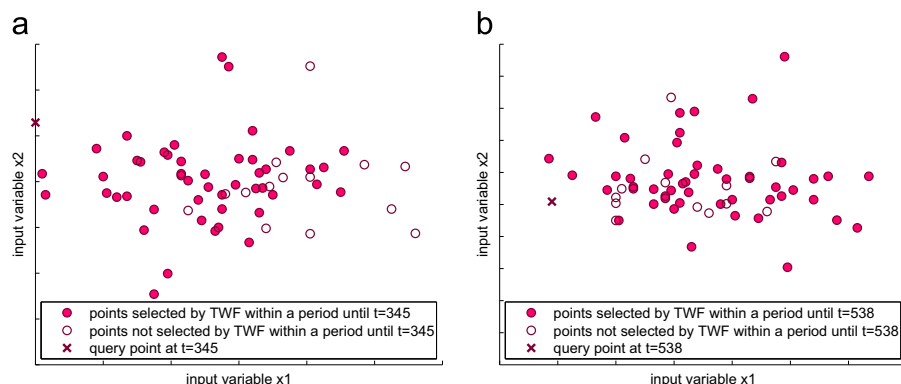 a
b
input variable x2
input variable x2
points selected by TWF within a period until t=345
points not selected by TWF within a period until t=345
query point at t=345
points selected by TWF within a period until t=538
points not selected by TWF within a period until t=538
query point at t=538
input variable x1
input variable x1